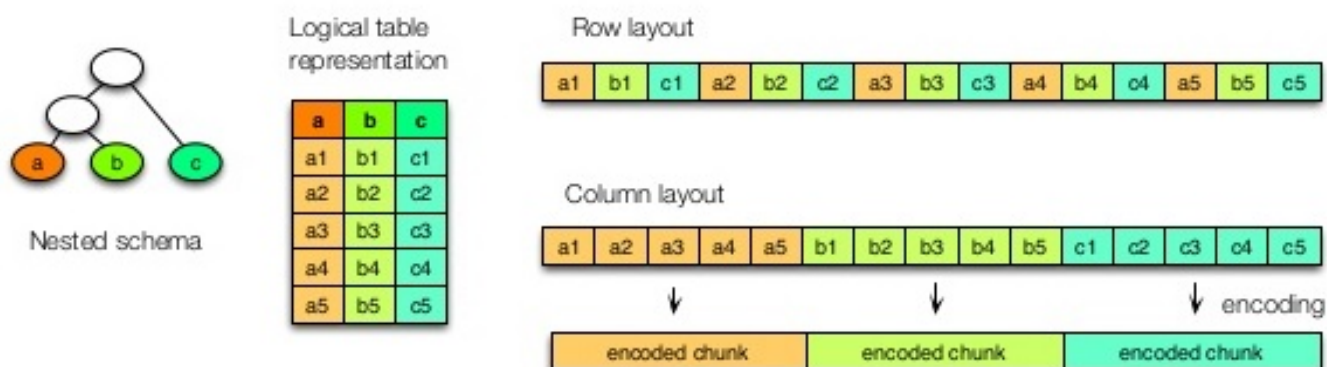 a b c
Nested schema
Logical table
representation
a b c
a1 b1 c1
a2 b2 c2
a3 b3 c3
a4 b4 c4
a5 b5 c5
Row layout
a1 b1 c1 a2 b2 c2 a3 b3 c3 a4 b4 c4 a5 b5 c5
Column layout
a1 a2 a3 a4 a5 b1 b2 b3 b4 b5 c1 c2 c3 c4 c5
encoding
encoded chunk encoded chunk encoded chunk